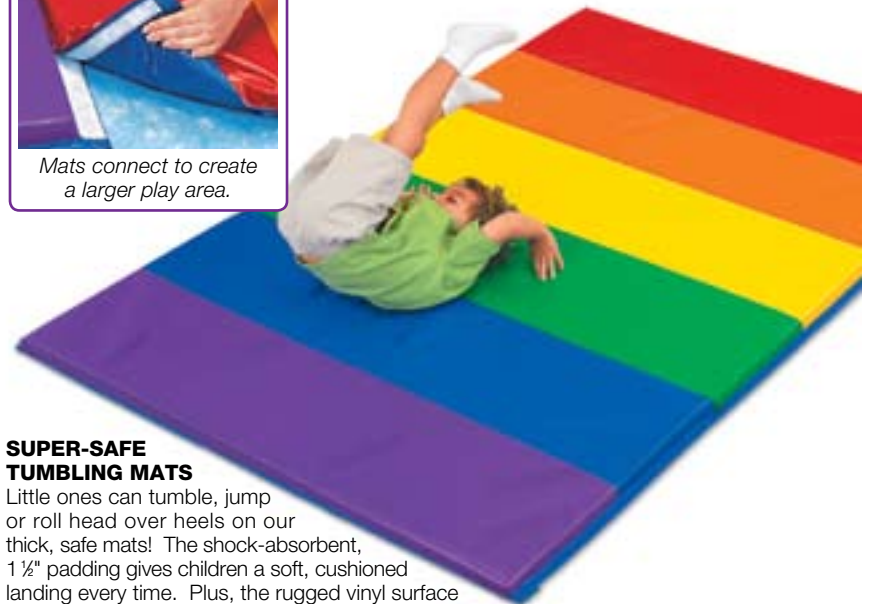 Mats connect to create
a larger play area.
SUPER-SAFE
TUMBLING MATS
Little ones can tumble, jump
or roll head over heels on our
thick, safe mats! The shock-absorbent,
1 ½" padding gives children a soft, cushioned
landing every time. Plus, the rugged vinyl surface